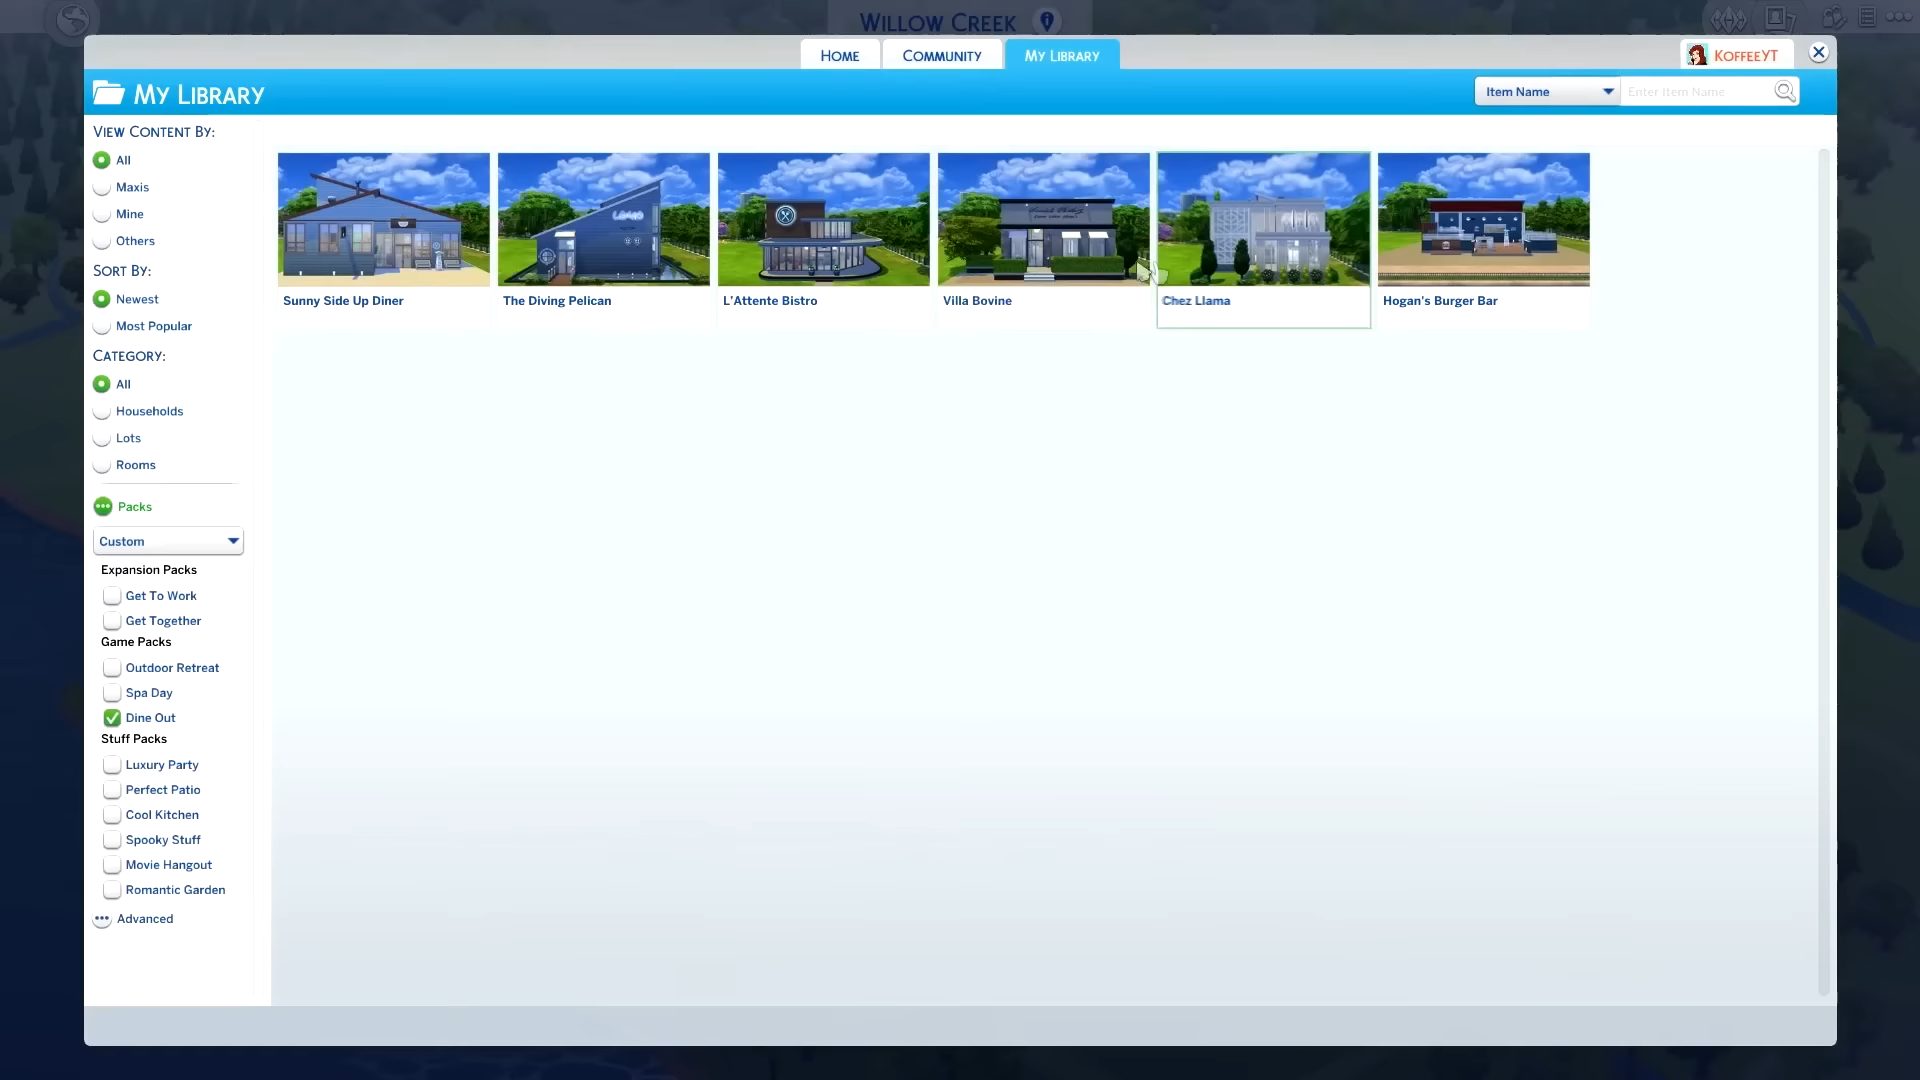 Willow Creek
Home
Community
My Library
KoffeeYT
My Library
Item Name
Enter Item Name
View Content By:
All
Maxis
Mine
Others
Sort By:
Newest
Most Popular
Category:
All
Households
Lots
Rooms
Packs
Custom
Expansion Packs
Get To Work
Get Together
Game Packs
Outdoor Retreat
Spa Day
Dine Out
Stuff Packs
Luxury Party
Perfect Patio
Cool Kitchen
Spooky Stuff
Movie Hangout
Romantic Garden
Advanced
Sunny Side Up Diner
The Diving Pelican
L'Attente Bistro
Villa Bovine
Chez Llama
Hogan's Burger Bar